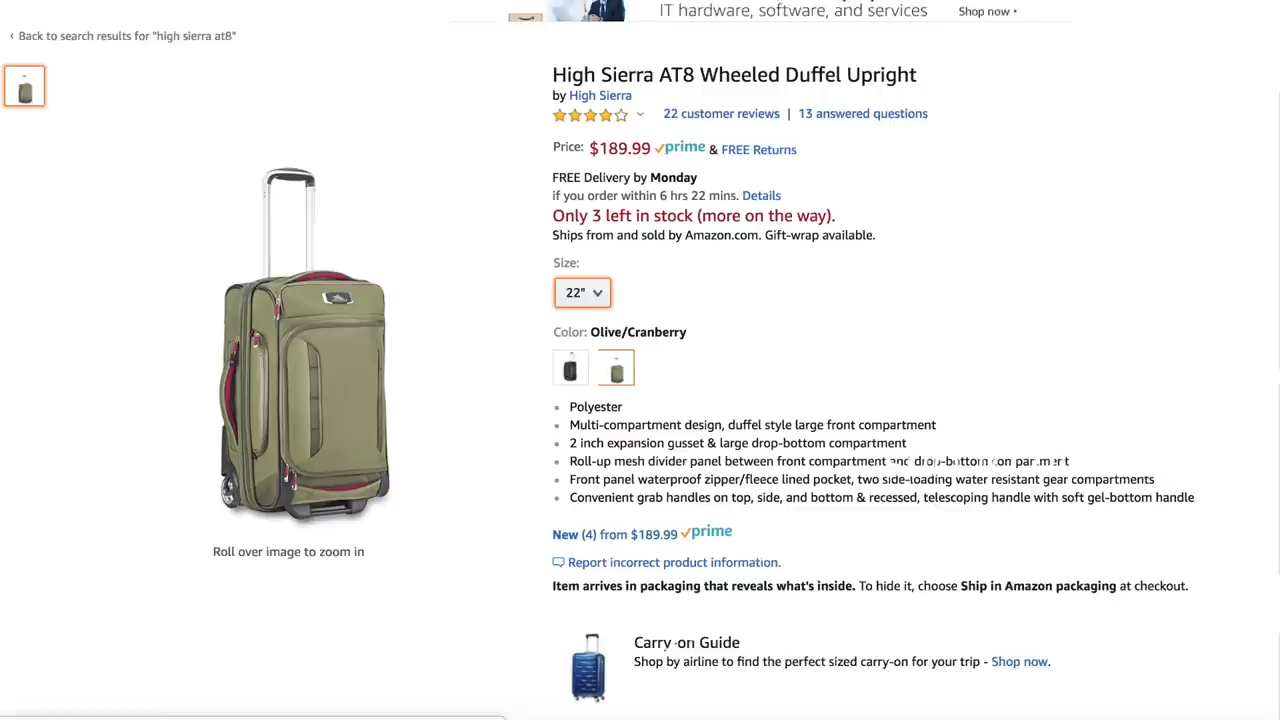 IT hardware, software, and services Shop now ▸
‹ Back to search results for "high sierra at8"
High Sierra AT8 Wheeled Duffel Upright
by High Sierra
22 customer reviews | 13 answered questions
Price: $189.99 prime & FREE Returns
FREE Delivery by Monday
if you order within 6 hrs 22 mins. Details
Only 3 left in stock (more on the way).
Ships from and sold by Amazon.com. Gift-wrap available.
Size:
22"
Color: Olive/Cranberry
Polyester
Multi-compartment design, duffel style large front compartment
2 inch expansion gusset & large drop-bottom compartment
Roll-up mesh divider panel between front compartment and drop-bottom compartment
Front panel waterproof zipper/fleece lined pocket, two side-loading water resistant gear compartments
Convenient grab handles on top, side, and bottom & recessed, telescoping handle with soft gel-bottom handle
Roll over image to zoom in
New (4) from $189.99 prime
Report incorrect product information.
Item arrives in packaging that reveals what's inside. To hide it, choose Ship in Amazon packaging at checkout.
Carry-on Guide
Shop by airline to find the perfect sized carry-on for your trip - Shop now.